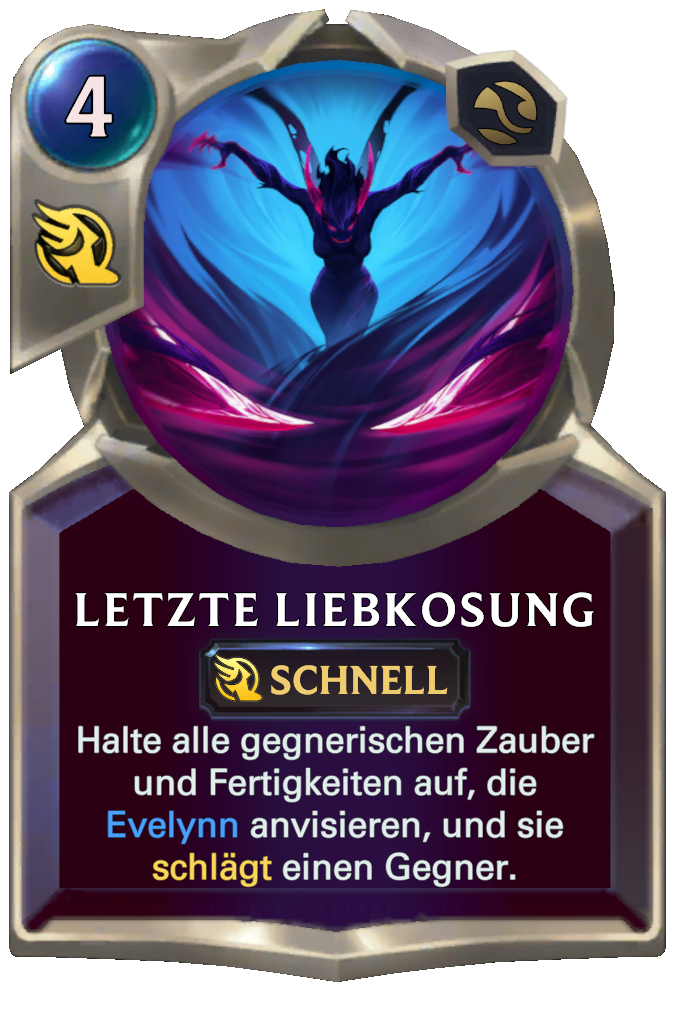 4
LETZTE LIEBKOSUNG
SCHNELL
Halte alle gegnerischen Zauber
und Fertigkeiten auf, die
Evelynn anvisieren, und sie
schlägt einen Gegner.